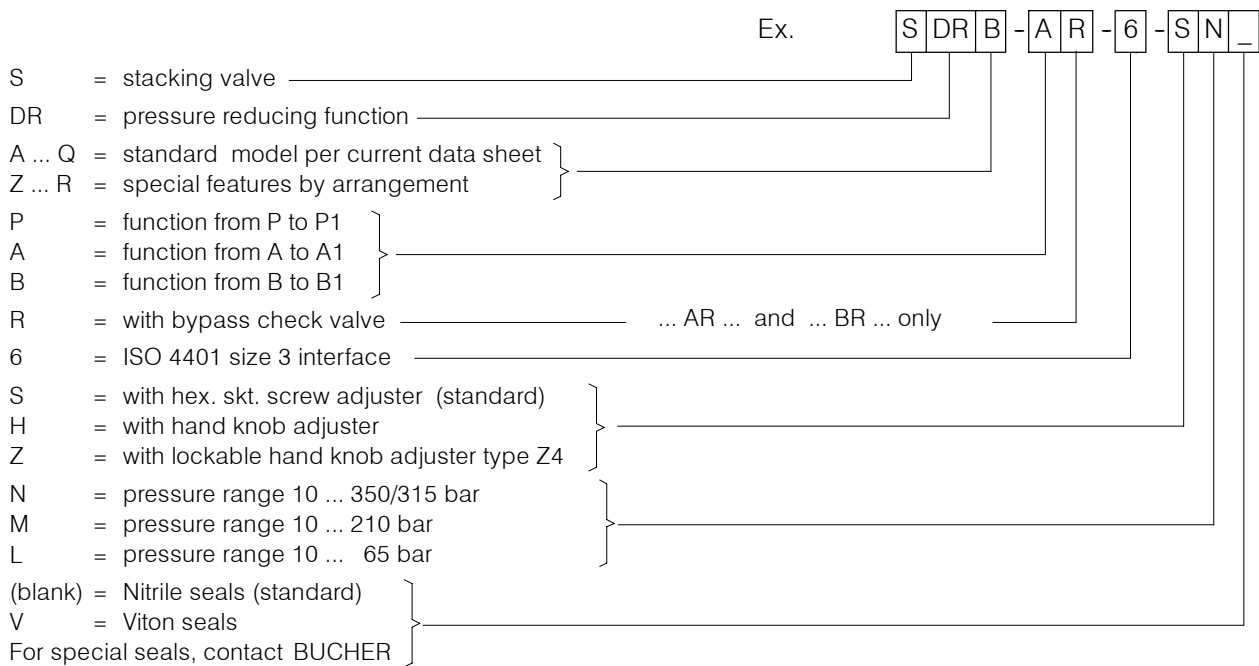 Ex. S DR B - A R - 6 - S N _
S = stacking valve
DR = pressure reducing function
A ... Q = standard model per current data sheet
Z ... R = special features by arrangement
P = function from P to P1
A = function from A to A1
B = function from B to B1
R = with bypass check valve ... AR ... and ... BR ... only
6 = ISO 4401 size 3 interface
S = with hex. skt. screw adjuster (standard)
H = with hand knob adjuster
Z = with lockable hand knob adjuster type Z4
N = pressure range 10 ... 350/315 bar
M = pressure range 10 ... 210 bar
L = pressure range 10 ... 65 bar
(blank) = Nitrile seals (standard)
V = Viton seals
For special seals, contact BUCHER